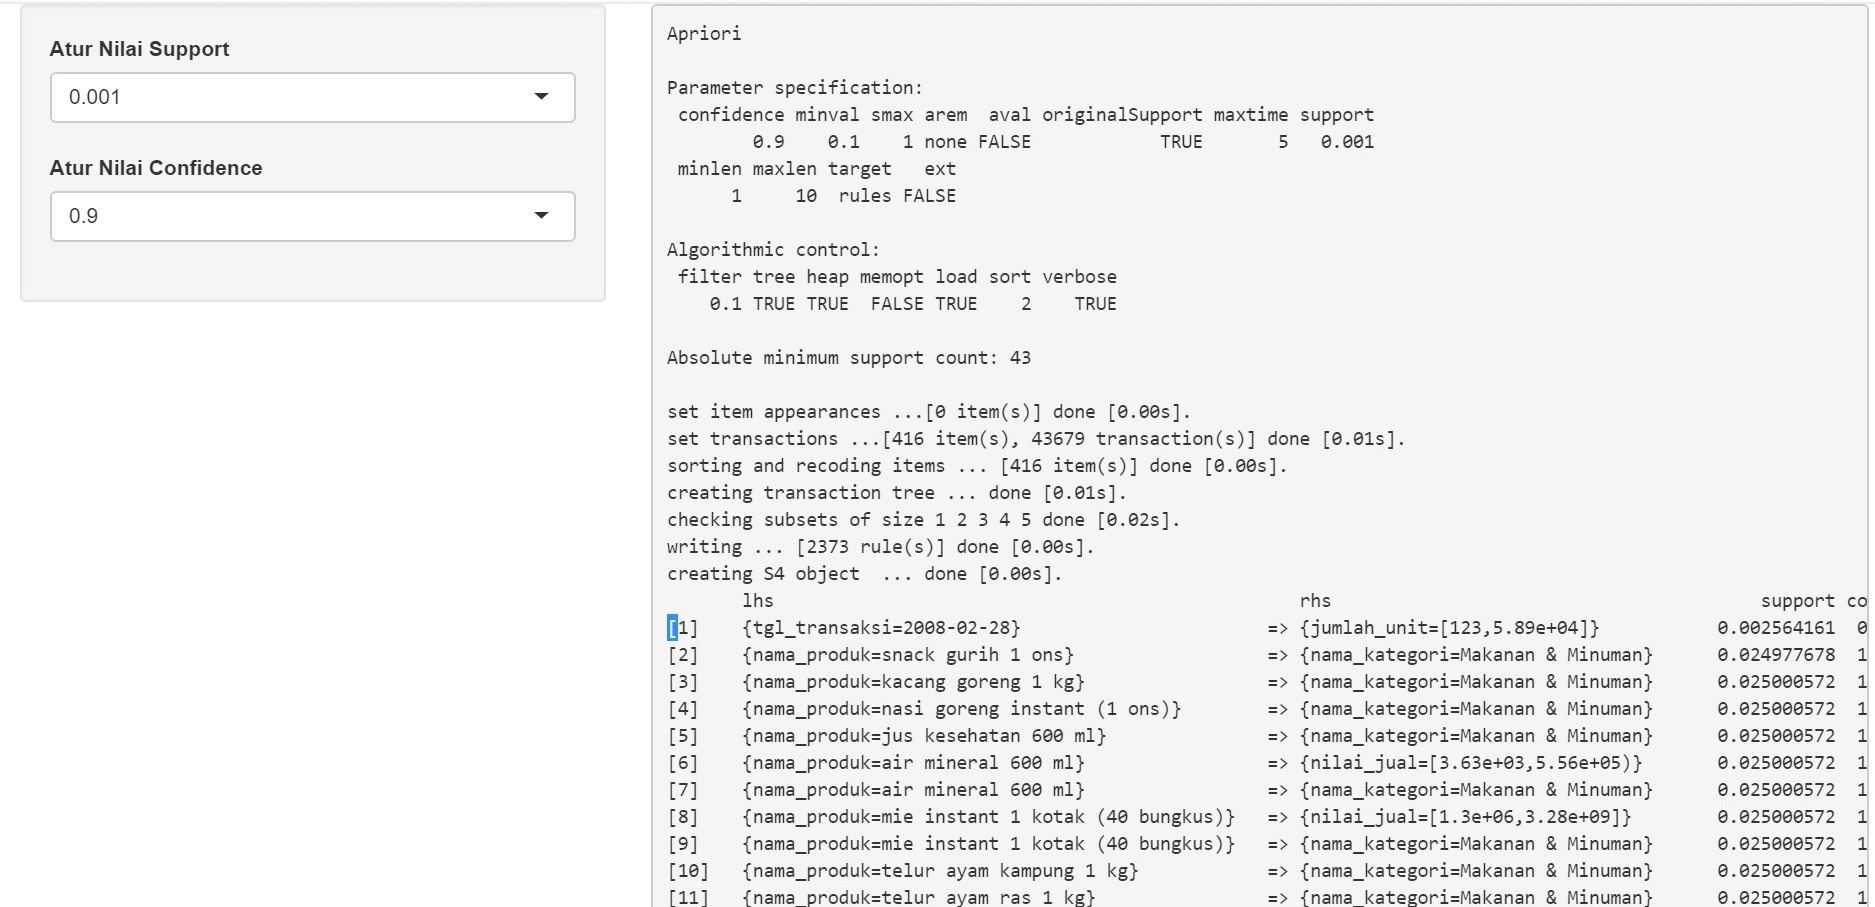 Atur Nilai Support
0.001
Atur Nilai Confidence
0.9
Apriori
Parameter specification:
confidence minval smax arem  aval originalSupport maxtime support
0.9    0.1    1 none FALSE            TRUE       5   0.001
minlen maxlen target   ext
1     10  rules FALSE
Algorithmic control:
filter tree heap memopt load sort verbose
0.1 TRUE TRUE  FALSE TRUE    2    TRUE
Absolute minimum support count: 43
set item appearances ...[0 item(s)] done [0.00s].
set transactions ...[416 item(s), 43679 transaction(s)] done [0.01s].
sorting and recoding items ... [416 item(s)] done [0.00s].
creating transaction tree ... done [0.01s].
checking subsets of size 1 2 3 4 5 done [0.02s].
writing ... [2373 rule(s)] done [0.00s].
creating S4 object  ... done [0.00s].
lhs rhs support co
[1] {tgl_transaksi=2008-02-28} => {jumlah_unit=[123,5.89e+04]} 0.002564161 0
[2] {nama_produk=snack gurih 1 ons} => {nama_kategori=Makanan & Minuman} 0.024977678 1
[3] {nama_produk=kacang goreng 1 kg} => {nama_kategori=Makanan & Minuman} 0.025000572 1
[4] {nama_produk=nasi goreng instant (1 ons)} => {nama_kategori=Makanan & Minuman} 0.025000572 1
[5] {nama_produk=jus kesehatan 600 ml} => {nama_kategori=Makanan & Minuman} 0.025000572 1
[6] {nama_produk=air mineral 600 ml} => {nilai_jual=[3.63e+03,5.56e+05)} 0.025000572 1
[7] {nama_produk=air mineral 600 ml} => {nama_kategori=Makanan & Minuman} 0.025000572 1
[8] {nama_produk=mie instant 1 kotak (40 bungkus)} => {nilai_jual=[1.3e+06,3.28e+09]} 0.025000572 1
[9] {nama_produk=mie instant 1 kotak (40 bungkus)} => {nama_kategori=Makanan & Minuman} 0.025000572 1
[10] {nama_produk=telur ayam kampung 1 kg} => {nama_kategori=Makanan & Minuman} 0.025000572 1
[11] {nama_produk=telur ayam ras 1 kg} => {nama_kategori=Makanan & Minuman} 0.025000572 1